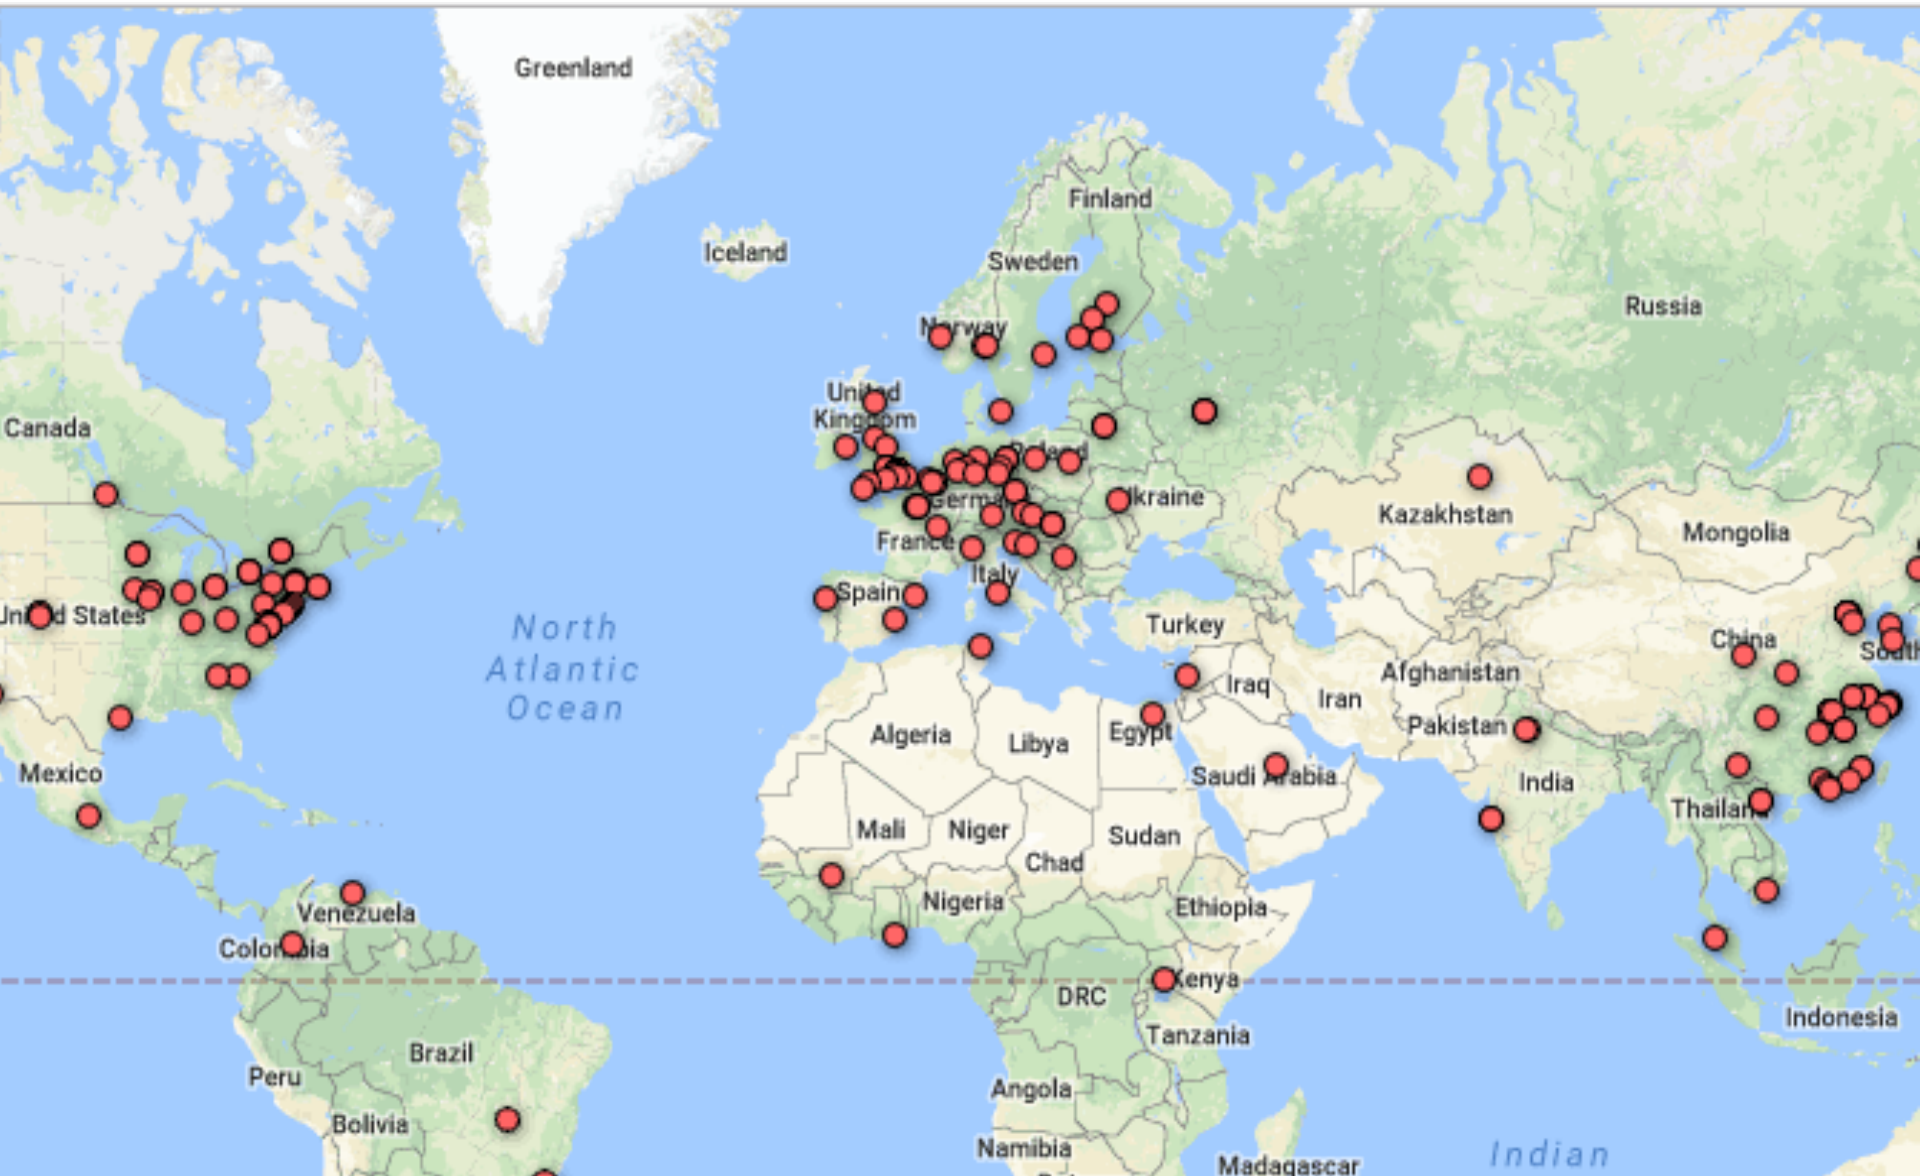 Greenland
Finland
Iceland
Sweden
Russia
Norway
United
Kingdom
Canada
Poland
Germa
Ukraine
Kazakhstan
Mongolia
France
Italy
Spain
United States
Turkey
China
South
North
Atlantic
Ocean
Afghanistan
Iraq
Iran
Pakistan
Algeria
Libya
Egypt
Mexico
Saudi Arabia
India
Thailand
Mali
Niger
Sudan
Chad
Nigeria
Ethiopia
Venezuela
Colombia
Kenya
DRC
Indonesia
Tanzania
Brazil
Peru
Angola
Bolivia
Namibia
Madagascar
Indian